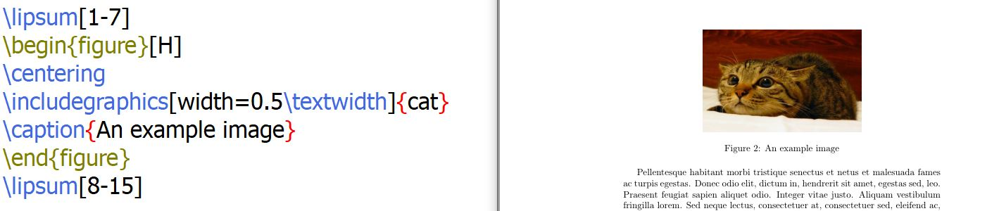 \lipsum[1-7]
\begin{figure}[H]
\centering
\includegraphics[width=0.5\textwidth]{cat}
\caption{An example image}
\end{figure}
\lipsum[8-15]
Figure 2: An example image
Pellentesque habitant morbi tristique senectus et netus et malesuada fames
ac turpis egestas. Donec odio elit, dictum in, hendrerit sit amet, egestas sed, leo.
Praesent feugiat sapien aliquet odio. Integer vitae justo. Aliquam vestibulum
fringilla lorem. Sed neque lectus, consectetuer at, consectetuer sed, eleifend ac,